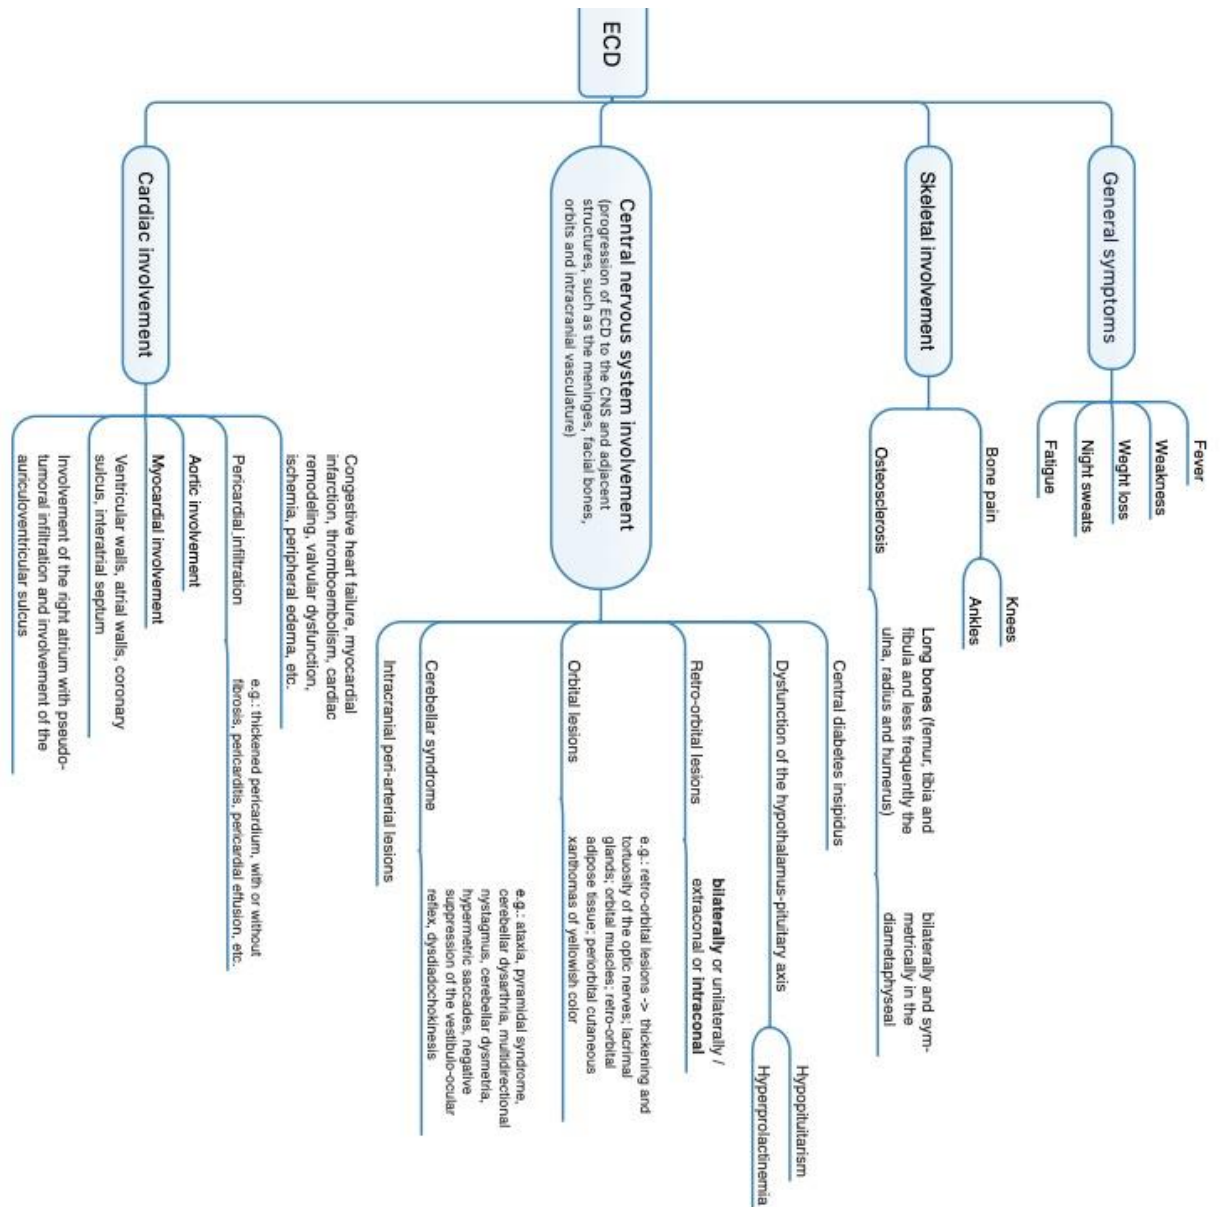 ECD
General symptoms
Fever
Weakness
Weght loss
Night sweats
Fatigue
Skeletal involvement
Bone pain
Knees
Ankles
Osteosclerosis
Long bones (femur, tibia and
fibula and less frequently the
ulna, radius and humerus)
bilaterally and sym-
metrically in the
diametaphyseal
Central nervous system involvement
(progression of ECD to the CNS and adjacent
structures, such as the meninges, facial bones,
orbits and intracranial vasculature)
Central diabetes insipidus
Dysfunction of the hypothalamus-pituitary axis
Hypopituitarism
Hyperprolactinemia
Retro-orbital lesions
bilaterally or unilaterally /
extraconal or intraconal
Orbital lesions
e.g.: retro-orbital lesions -> thickening and
tortuosity of the optic nerves; lacrimal
glands; orbital muscles; retro-orbital
adipose tissue; periorbital cutaneous
xanthomas of yellowish color
Cerebellar syndrome
e.g.: ataxia, pyramidal syndrome,
cerebellar dysarthria, multidirectional
nystagmus, cerebellar dysmetria,
hypermetric saccades, negative
suppression of the vestibulo-ocular
reflex, dysdiadochokinesis
Intracranial peri-arterial lesions
Cardiac involvement
Congestive heart failure, myocardial
infarction, thromboembolism, cardiac
remodeling, valvular dysfunction,
ischemia, peripheral edema, etc.
Pericardial infiltration
e.g.: thickened pericardium, with or without
fibrosis, pericarditis, pericardial effusion, etc.
Aortic involvement
Myocardial involvement
Ventricular walls, atrial walls, coronary
sulcus, interatrial septum
Involvement of the right atrium with pseudo-
tumoral infiltration and involvement of the
auriculoventricular sulcus